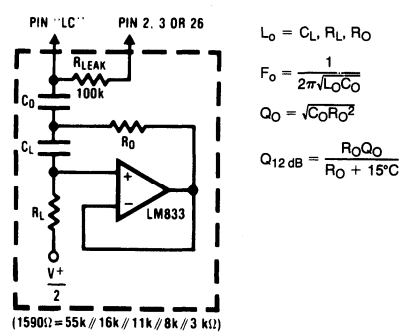 PIN "LC"
PIN 2, 3 OR 26
RLEAK
100k
CO
CL
RO
+
−
LM833
RL
V+
2
(1590Ω = 55k // 16k // 11k // 8k // 3 kΩ)
Lo = CL, RL, RO
Fo = 1 / 2π√LOCO
QO = √CORO²
Q12 dB = ROQO / RO + 15°C